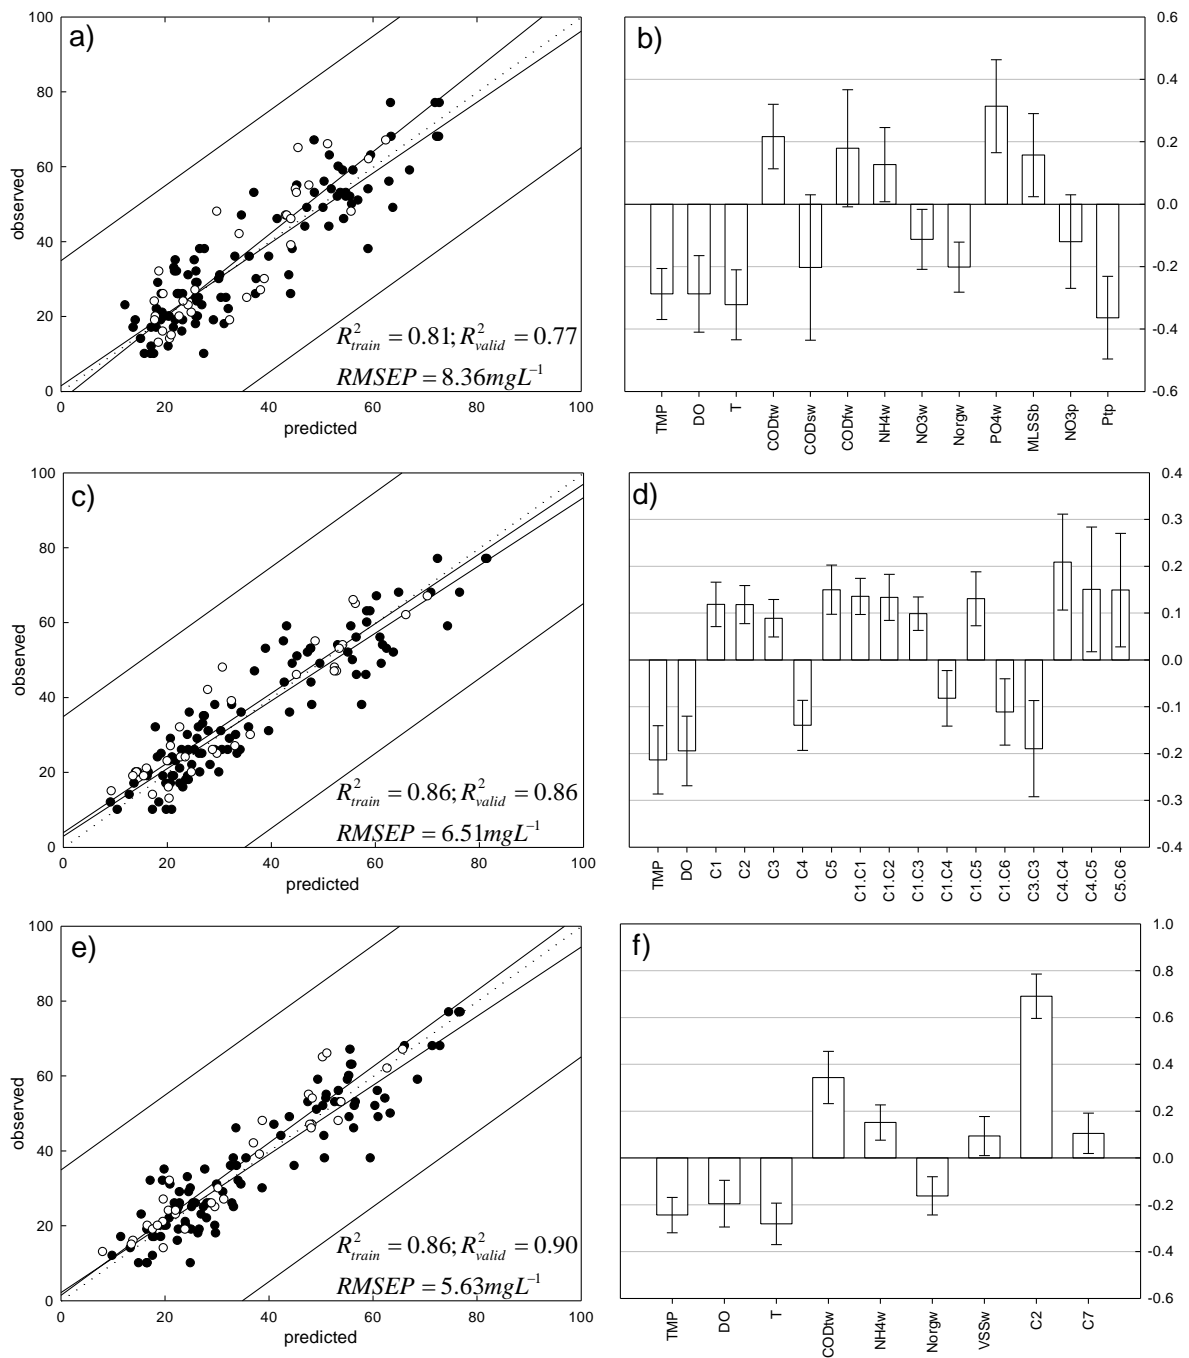 a)
100
80
60
40
20
0
observed
0 20 40 60 80 100
predicted
R²train = 0.81; R²valid = 0.77
RMSEP = 8.36mgL⁻¹
b)
0.6
0.4
0.2
0.0
-0.2
-0.4
-0.6
TMP
DO
T
CODtw
CODsw
CODfw
NH4w
NO3w
Norgw
PO4w
MLSSb
NO3p
Ptp
c)
100
80
60
40
20
0
observed
0 20 40 60 80 100
predicted
R²train = 0.86; R²valid = 0.86
RMSEP = 6.51mgL⁻¹
d)
0.4
0.3
0.2
0.1
0.0
-0.1
-0.2
-0.3
-0.4
TMP
DO
C1
C2
C3
C4
C5
C1.C1
C1.C2
C1.C3
C1.C4
C1.C5
C1.C6
C3.C3
C4.C4
C4.C5
C5.C6
e)
100
80
60
40
20
0
observed
0 20 40 60 80 100
predicted
R²train = 0.86; R²valid = 0.90
RMSEP = 5.63mgL⁻¹
f)
1.0
0.8
0.6
0.4
0.2
0.0
-0.2
-0.4
-0.6
TMP
DO
T
CODtw
NH4w
Norgw
VSSw
C2
C7